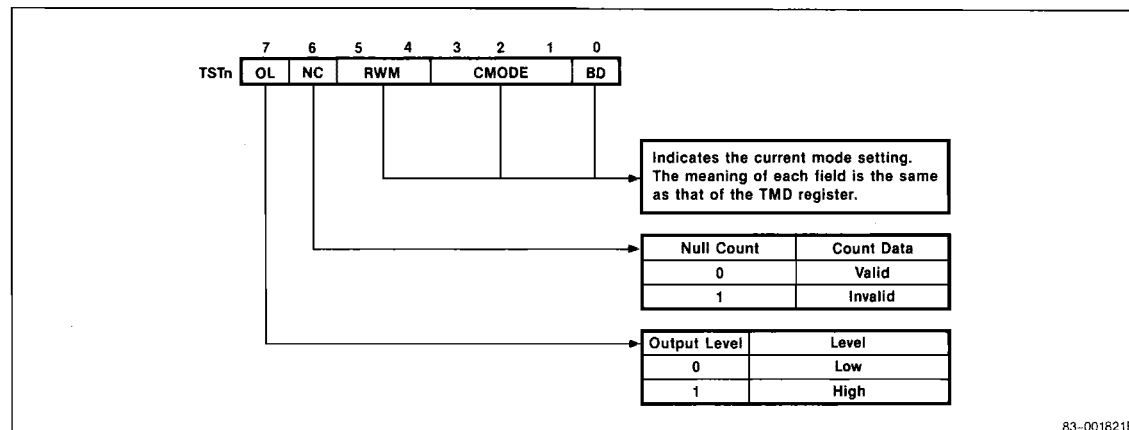 7 6 5 4 3 2 1 0
TSTn OL NC RWM CMODE BD
Indicates the current mode setting.
The meaning of each field is the same
as that of the TMD register.
Null Count Count Data
0 Valid
1 Invalid
Output Level Level
0 Low
1 High